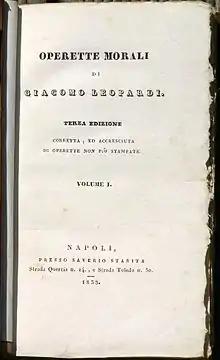 OPERETTE MORALI
DI
GIACOMO LEOPARDI.
TERZA EDIZIONE
CORRETTA, ED ACCRESCIUTA
DI OPERETTE NON PIÙ STAMPATE.
VOLUME I.
NAPOLI,
PRESSO SAVERIO STARITA
Strada Quercia n. 14., e Strada Toledo n. 50.
1835.